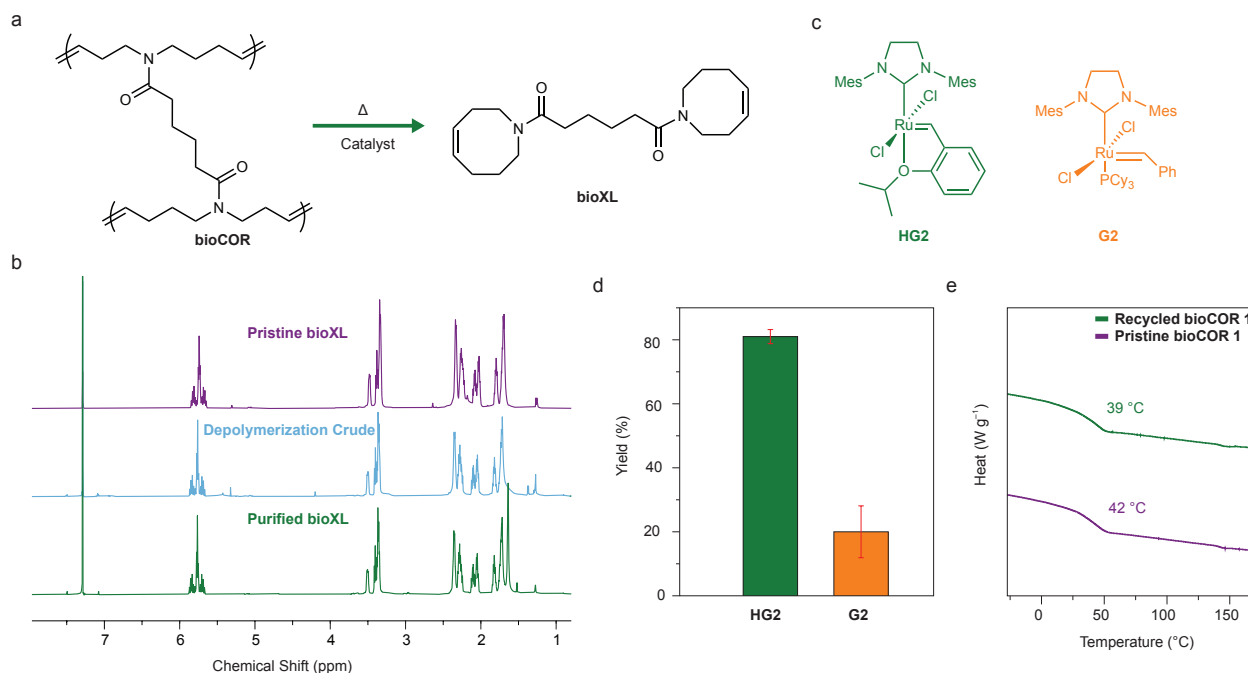 a
N
O
O
N
bioCOR
Δ
Catalyst
N
O
O
N
bioXL
c
N
N
Mes
Mes
Cl
Ru
Cl
O
HG2
N
N
Mes
Mes
Cl
Ru
Cl
Ph
PCy3
G2
b
Pristine bioXL
Depolymerization Crude
Purified bioXL
7
6
5
4
3
2
1
Chemical Shift (ppm)
d
80
60
40
20
0
Yield (%)
HG2
G2
e
Recycled bioCOR 1
Pristine bioCOR 1
39 °C
42 °C
Heat (W g⁻¹)
0
50
100
150
Temperature (°C)